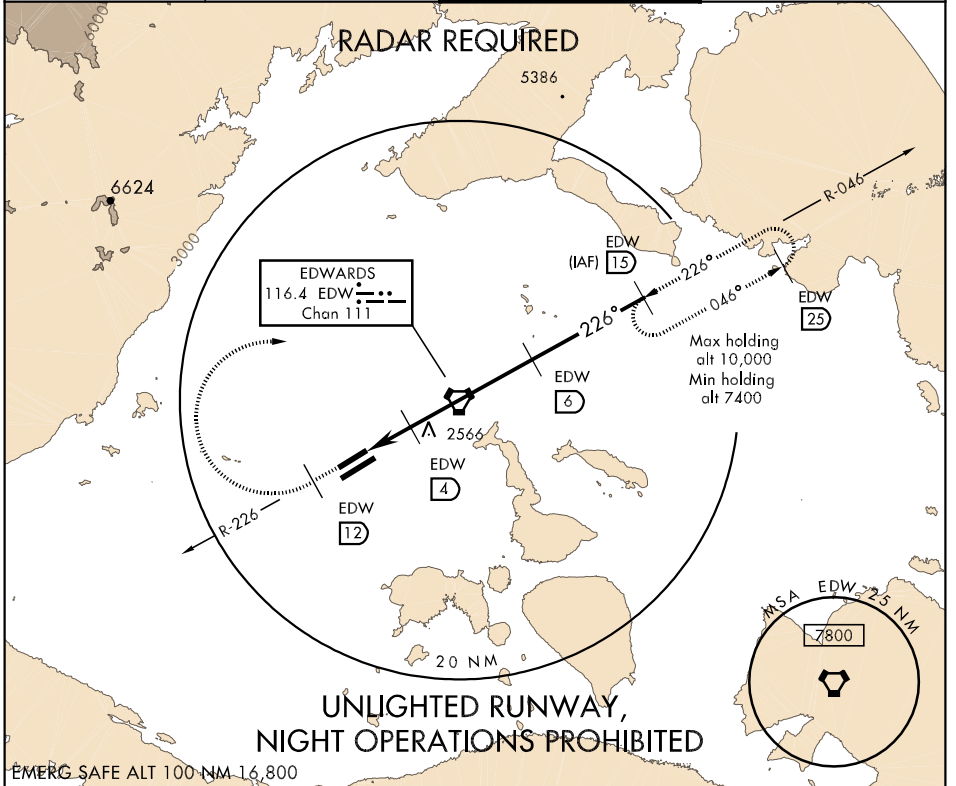 6000
RADAR REQUIRED
5386
6624
3000
R-046
EDW
(IAF) 15
226°
046°
EDW
25
EDWARDS
116.4 EDW
Chan 111
226°
Max holding
alt 10,000
Min holding
alt 7400
EDW
6
2566
EDW
4
EDW
12
R-226
20 NM
MSA EDW 25 NM
7800
UNLIGHTED RUNWAY,
NIGHT OPERATIONS PROHIBITED
EMERG SAFE ALT 100 NM 16,800